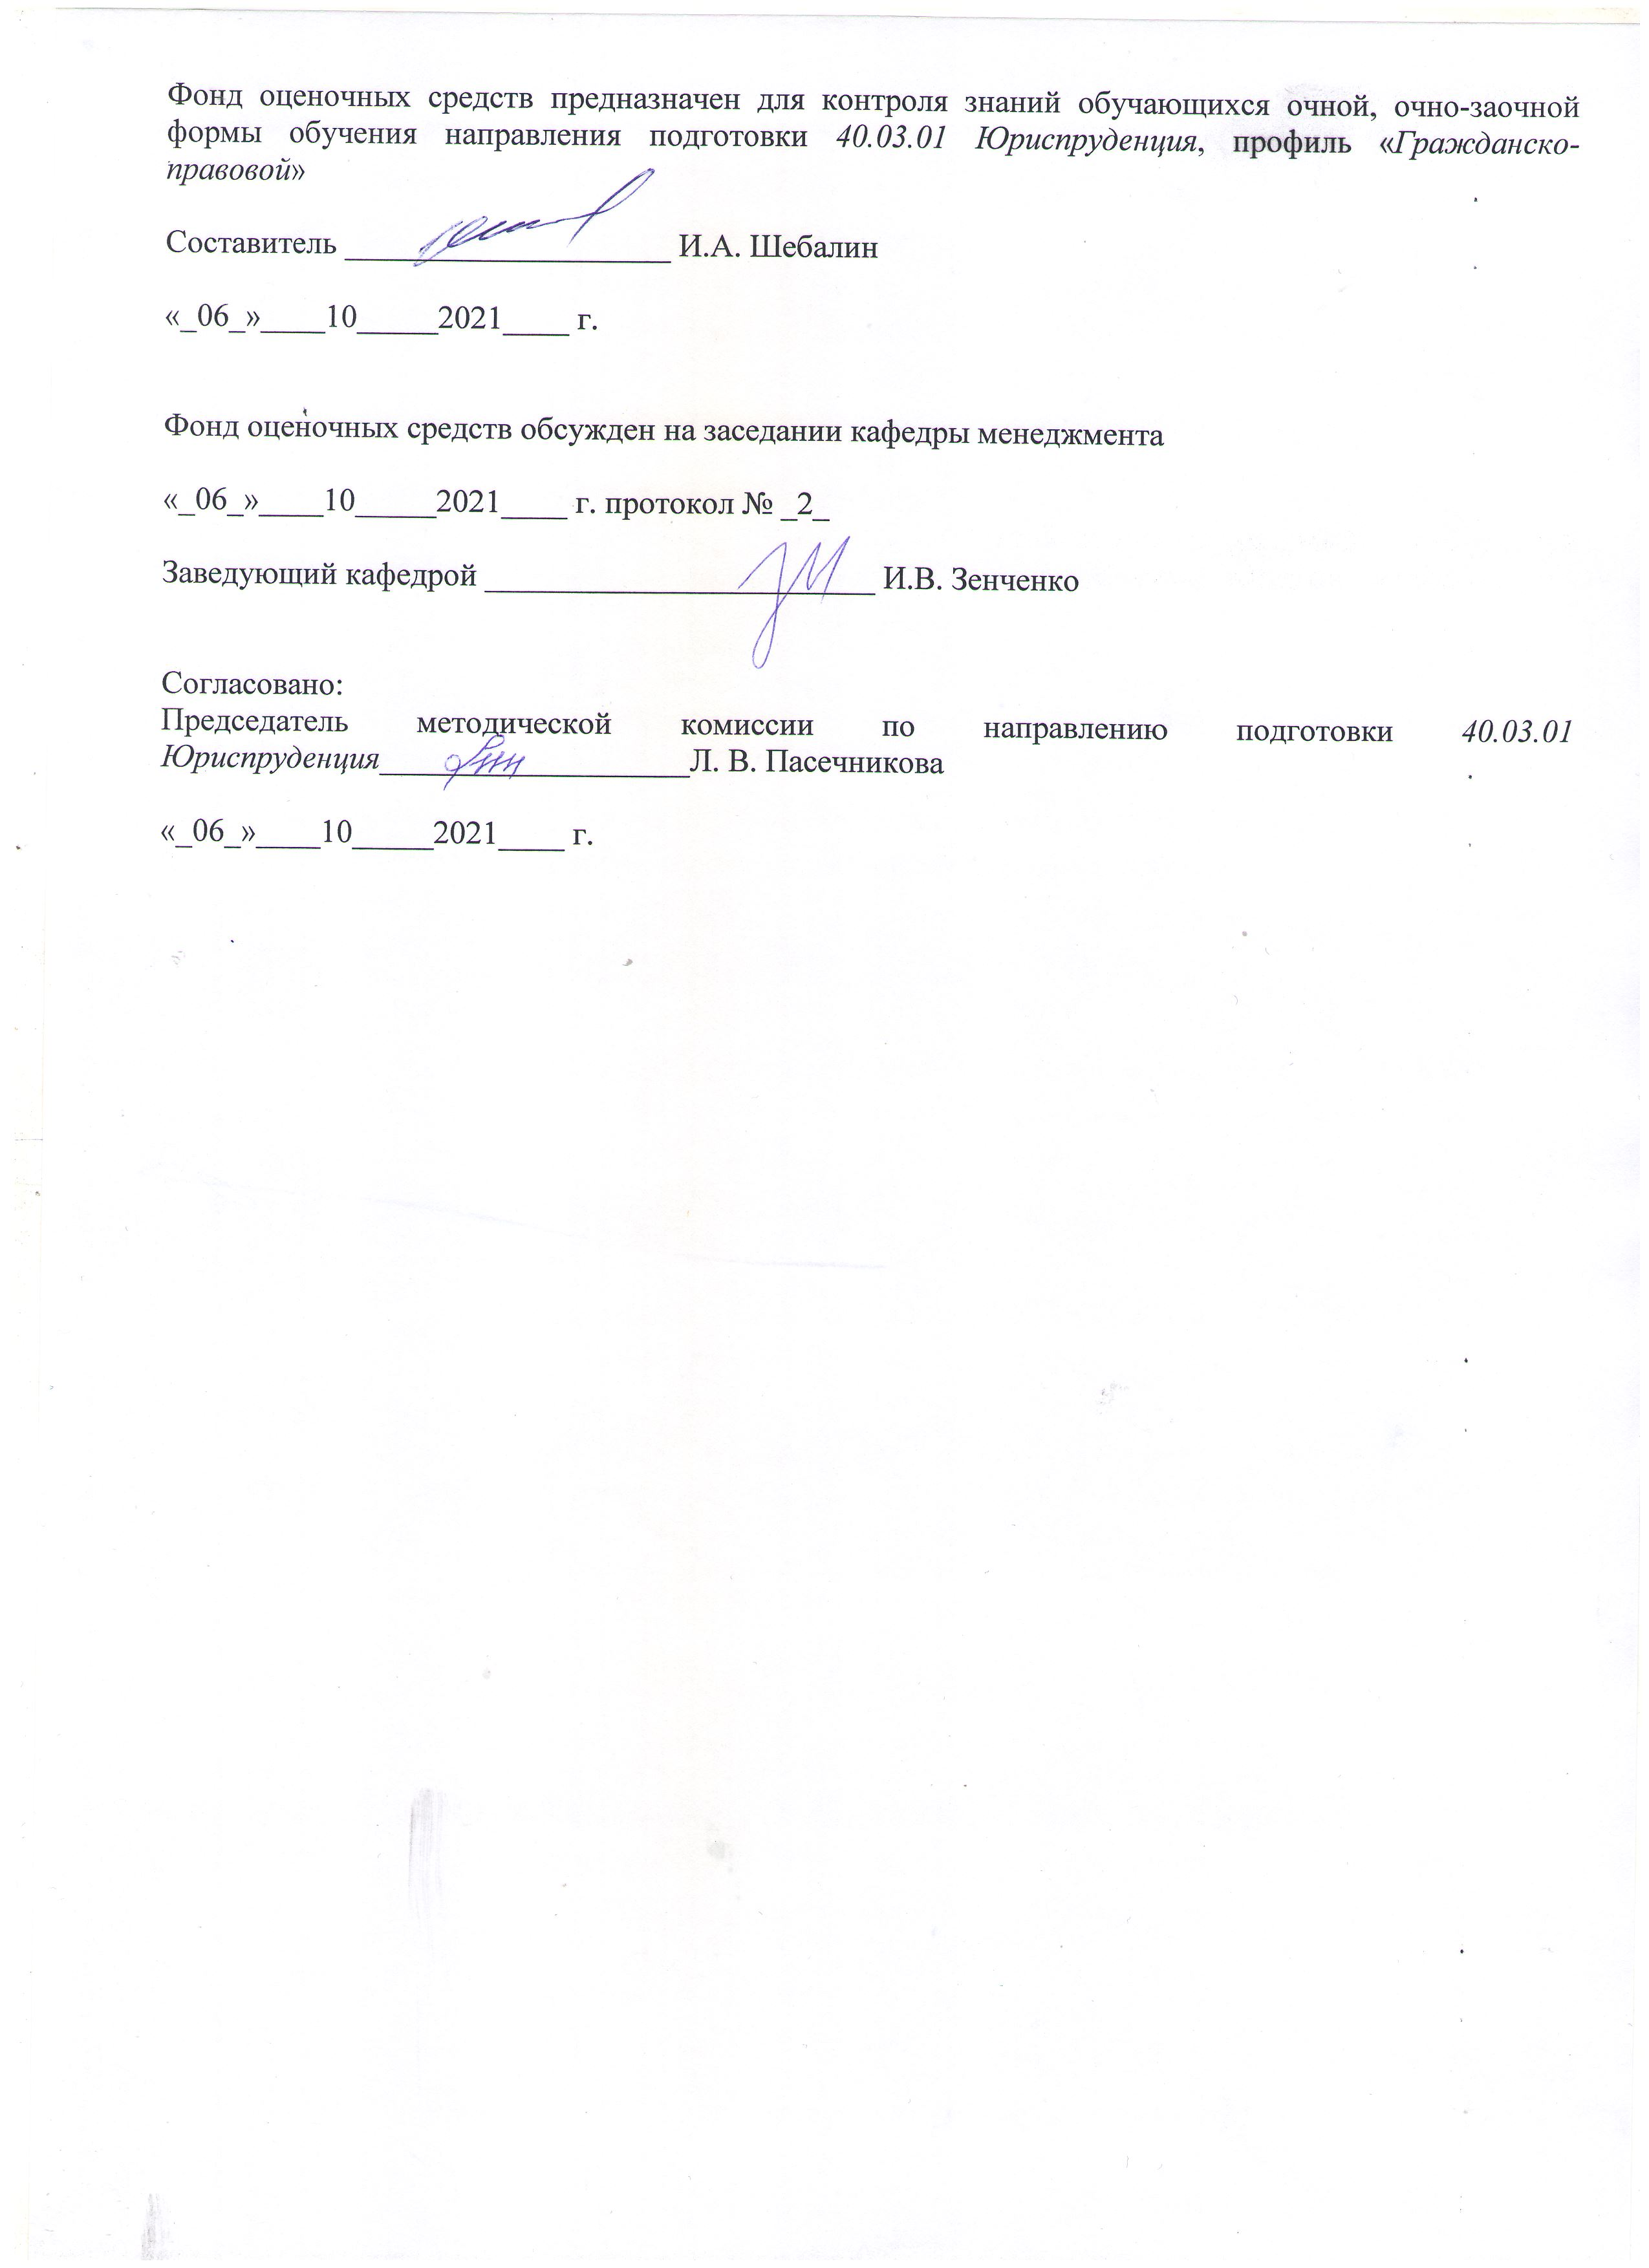 Фонд оценочных средств предназначен для контроля знаний обучающихся очной, очно-заочной
формы обучения направления подготовки 40.03.01 Юриспруденция, профиль «Гражданско-
правовой»
Составитель ____________________ И.А. Шебалин
«_06_»____10_____2021____ г.
Фонд оценочных средств обсужден на заседании кафедры менеджмента
«_06_»____10_____2021____ г. протокол № _2_
Заведующий кафедрой ________________________ И.В. Зенченко
Согласовано:
Председатель методической комиссии по направлению подготовки 40.03.01
Юриспруденция___________________Л. В. Пасечникова
«_06_»____10_____2021____ г.